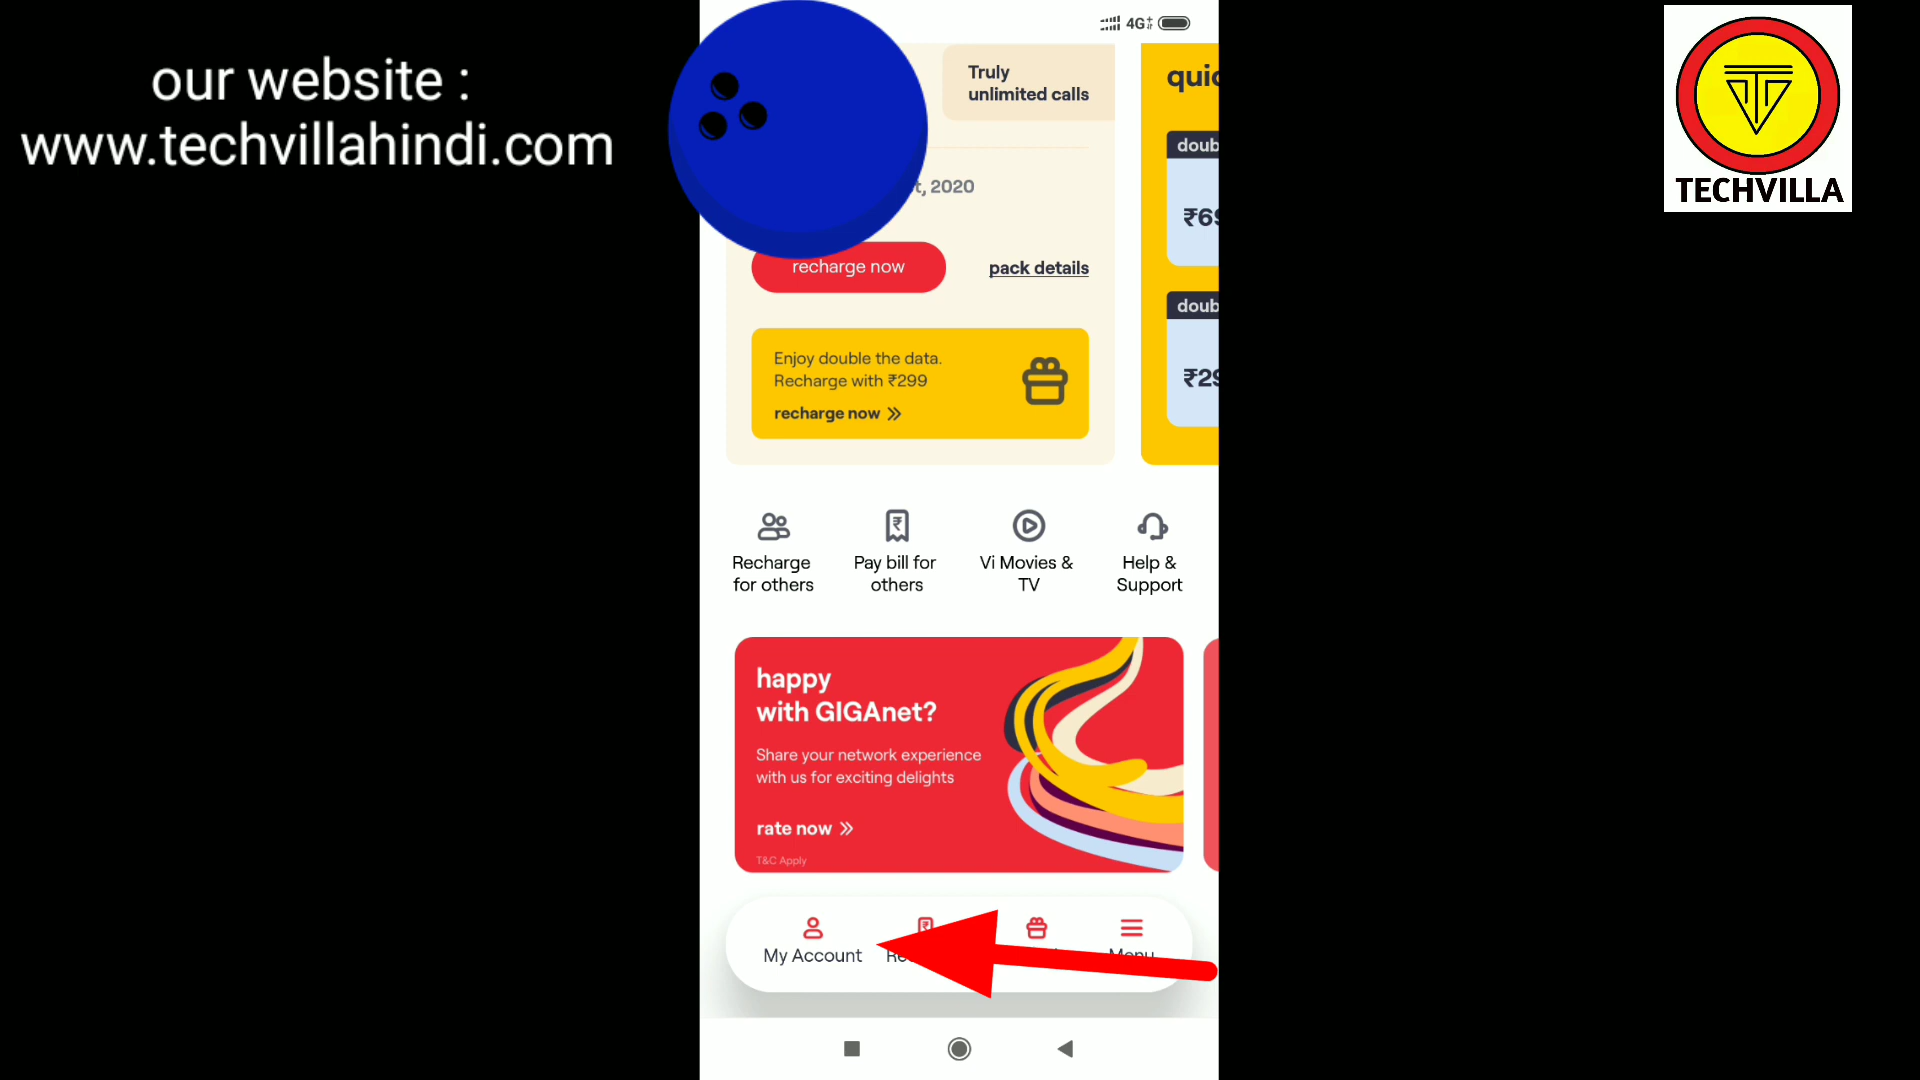 our website :
www.techvillahindi.com
TECHVILLA
4G+
Truly
unlimited calls
2020
recharge now
pack details
Enjoy double the data.
Recharge with ₹299
recharge now
Recharge
for others
Pay bill for
others
Vi Movies &
TV
Help &
Support
happy
with GIGAnet?
Share your network experience
with us for exciting delights
rate now
T&C Apply
My Account
Menu